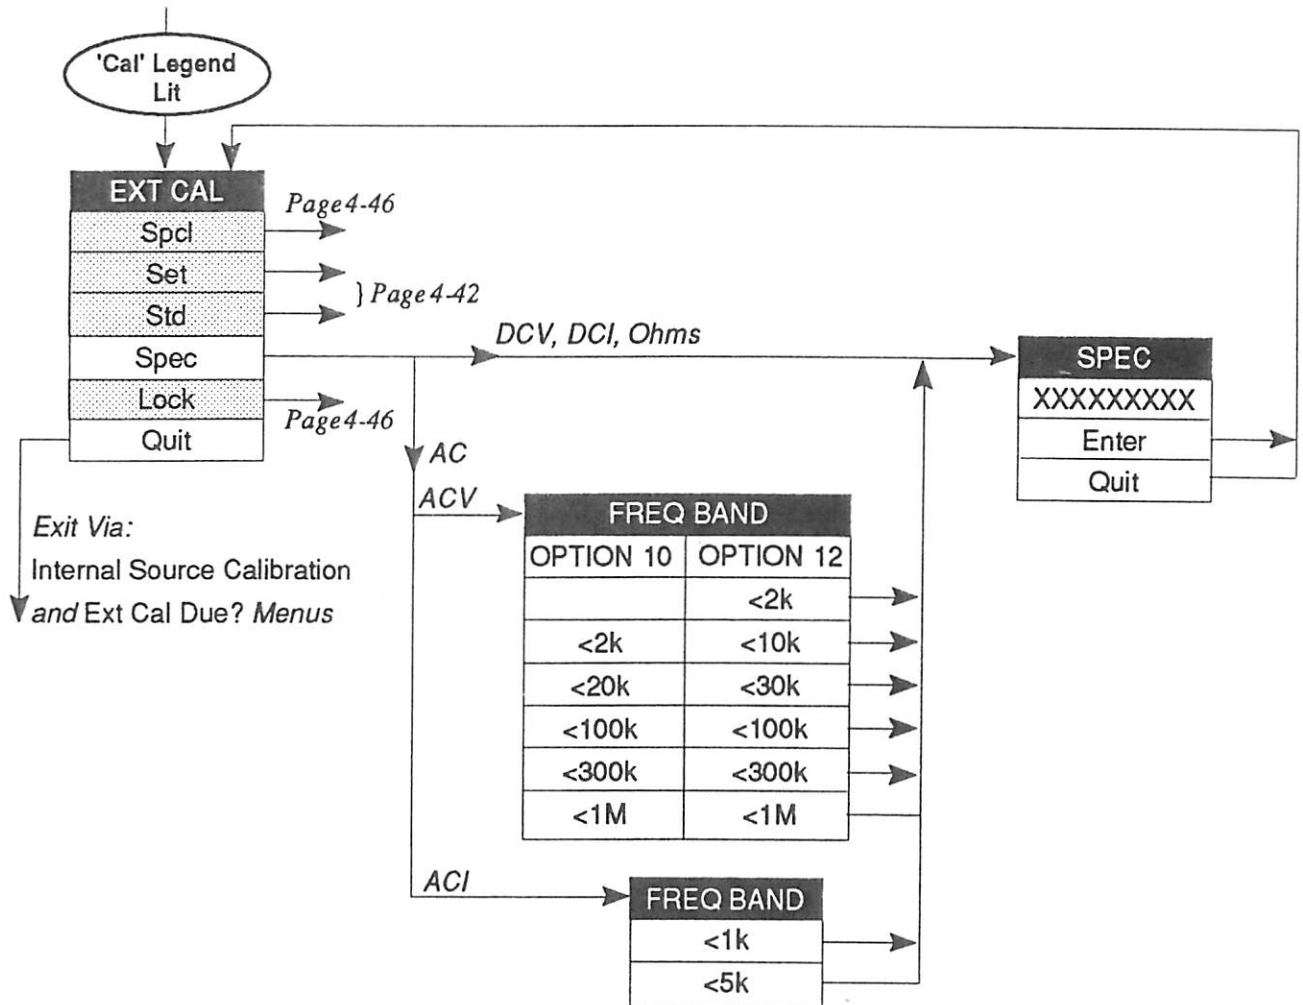 'Cal' Legend
Lit
EXT CAL
Spcl
Set
Std
Spec
Lock
Quit
Page 4-46
} Page 4-42
Page 4-46
DCV, DCI, Ohms
SPEC
XXXXXXXXX
Enter
Quit
AC
ACV
Exit Via:
Internal Source Calibration
and Ext Cal Due? Menus
FREQ BAND
OPTION 10 OPTION 12
<2k
<2k <10k
<20k <30k
<100k <100k
<300k <300k
<1M <1M
ACI
FREQ BAND
<1k
<5k